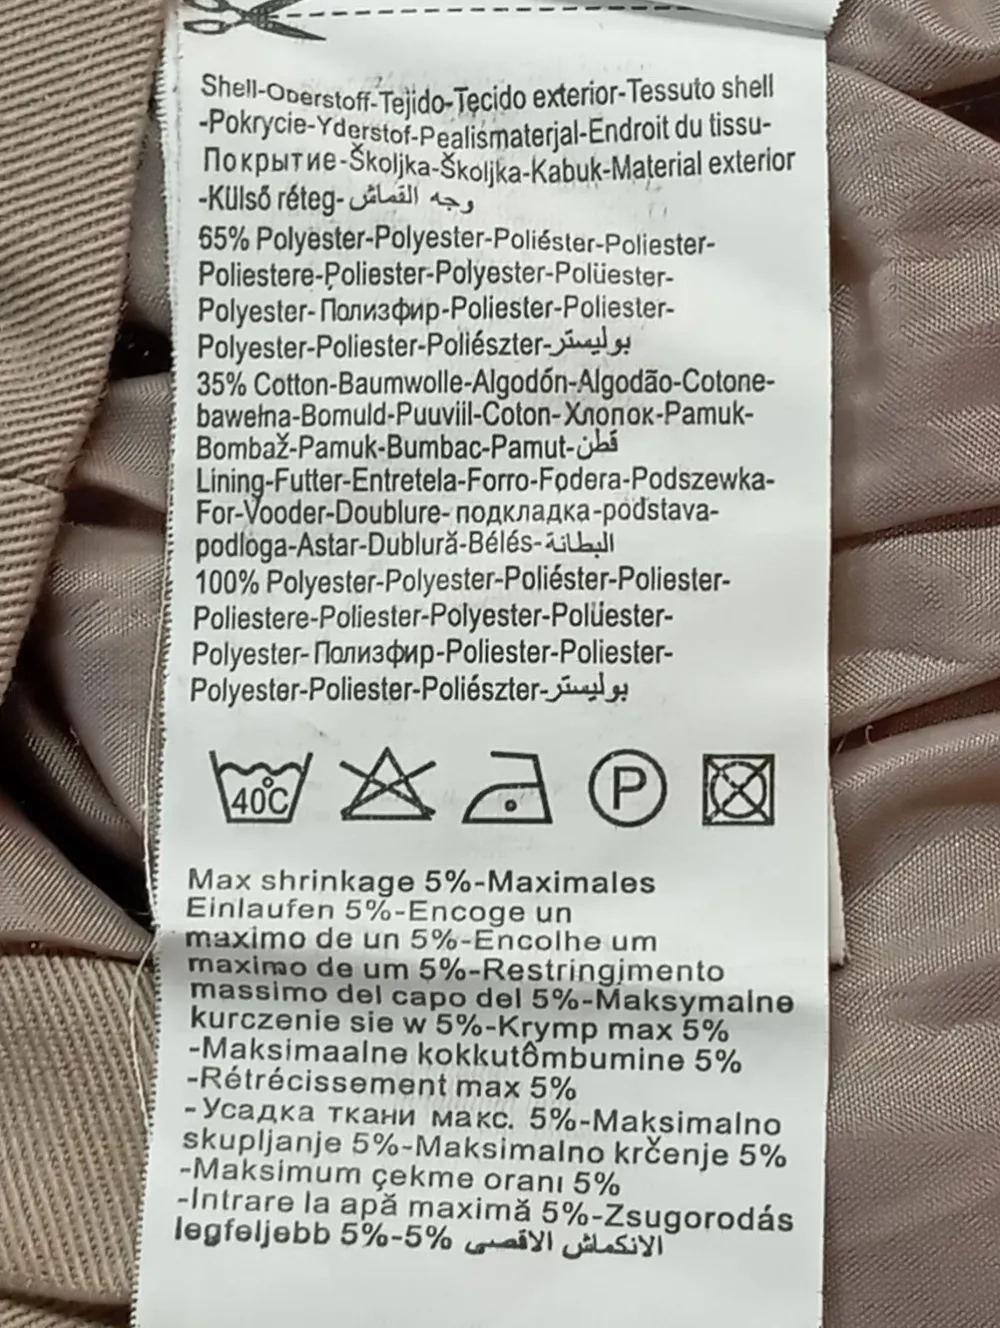 Shell-Oberstoff-Tejido-Tecido exterior-Tessuto shell
-Pokrycie-Yderstof-Pealismaterjal-Endroit du tissu-
Покрытие-Školjka-Školjka-Kabuk-Material exterior
-Külső réteg-وجه القماش
65% Polyester-Polyester-Poliéster-Poliester-
Poliestere-Poliester-Polyester-Polüester-
Polyester-Полизфир-Poliester-Poliester-
Polyester-Poliester-Poliészter-بوليستر
35% Cotton-Baumwolle-Algodón-Algodão-Cotone-
bawełna-Bomuld-Puuviil-Coton-Хлопок-Pamuk-
Bombaž-Pamuk-Bumbac-Pamut-قطن
Lining-Futter-Entretela-Forro-Fodera-Podszewka-
For-Vooder-Doublure-подкладка-podstava-
podloga-Astar-Dublură-Bélés-البطانة
100% Polyester-Polyester-Poliéster-Poliester-
Poliestere-Poliester-Polyester-Polüester-
Polyester-Полизфир-Poliester-Poliester-
Polyester-Poliester-Poliészter-بوليستر
40°C P
Max shrinkage 5%-Maximales
Einlaufen 5%-Encoge un
maximo de un 5%-Encolhe um
maximo de um 5%-Restringimento
massimo del capo del 5%-Maksymalne
kurczenie sie w 5%-Krymp max 5%
-Maksimaalne kokkutõmbumine 5%
-Rétrécissement max 5%
-Усадка ткани макс. 5%-Maksimalno
skupljanje 5%-Maksimalno krčenje 5%
-Maksimum çekme oranı 5%
-Intrare la apă maximă 5%-Zsugorodás
legfeljebb 5%-5% الانكماش الاقصى